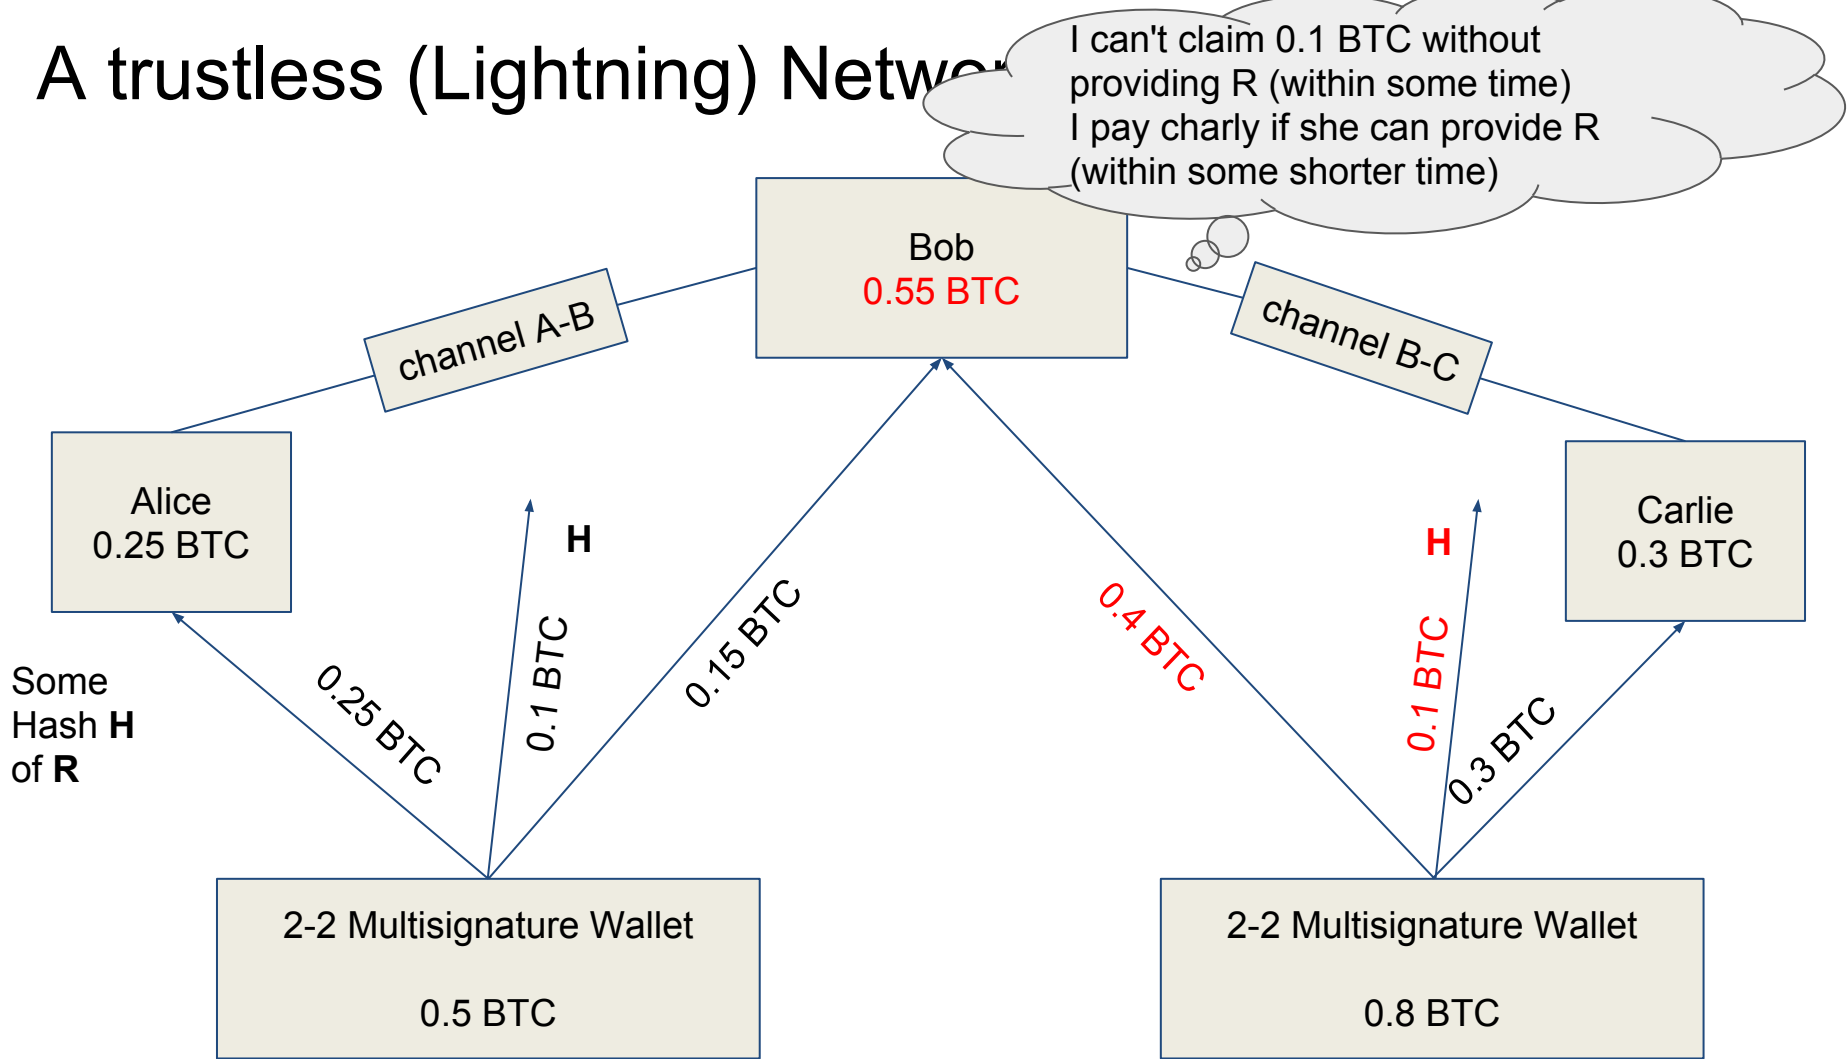 A trustless (Lightning) Networ
I can't claim 0.1 BTC without
providing R (within some time)
I pay charly if she can provide R
(within some shorter time)
Bob
0.55 BTC
channel A-B
channel B-C
Alice
0.25 BTC
Carlie
0.3 BTC
H
H
Some
Hash H
of R
0.25 BTC
0.1 BTC
0.15 BTC
0.4 BTC
0.1 BTC
0.3 BTC
2-2 Multisignature Wallet
0.5 BTC
2-2 Multisignature Wallet
0.8 BTC